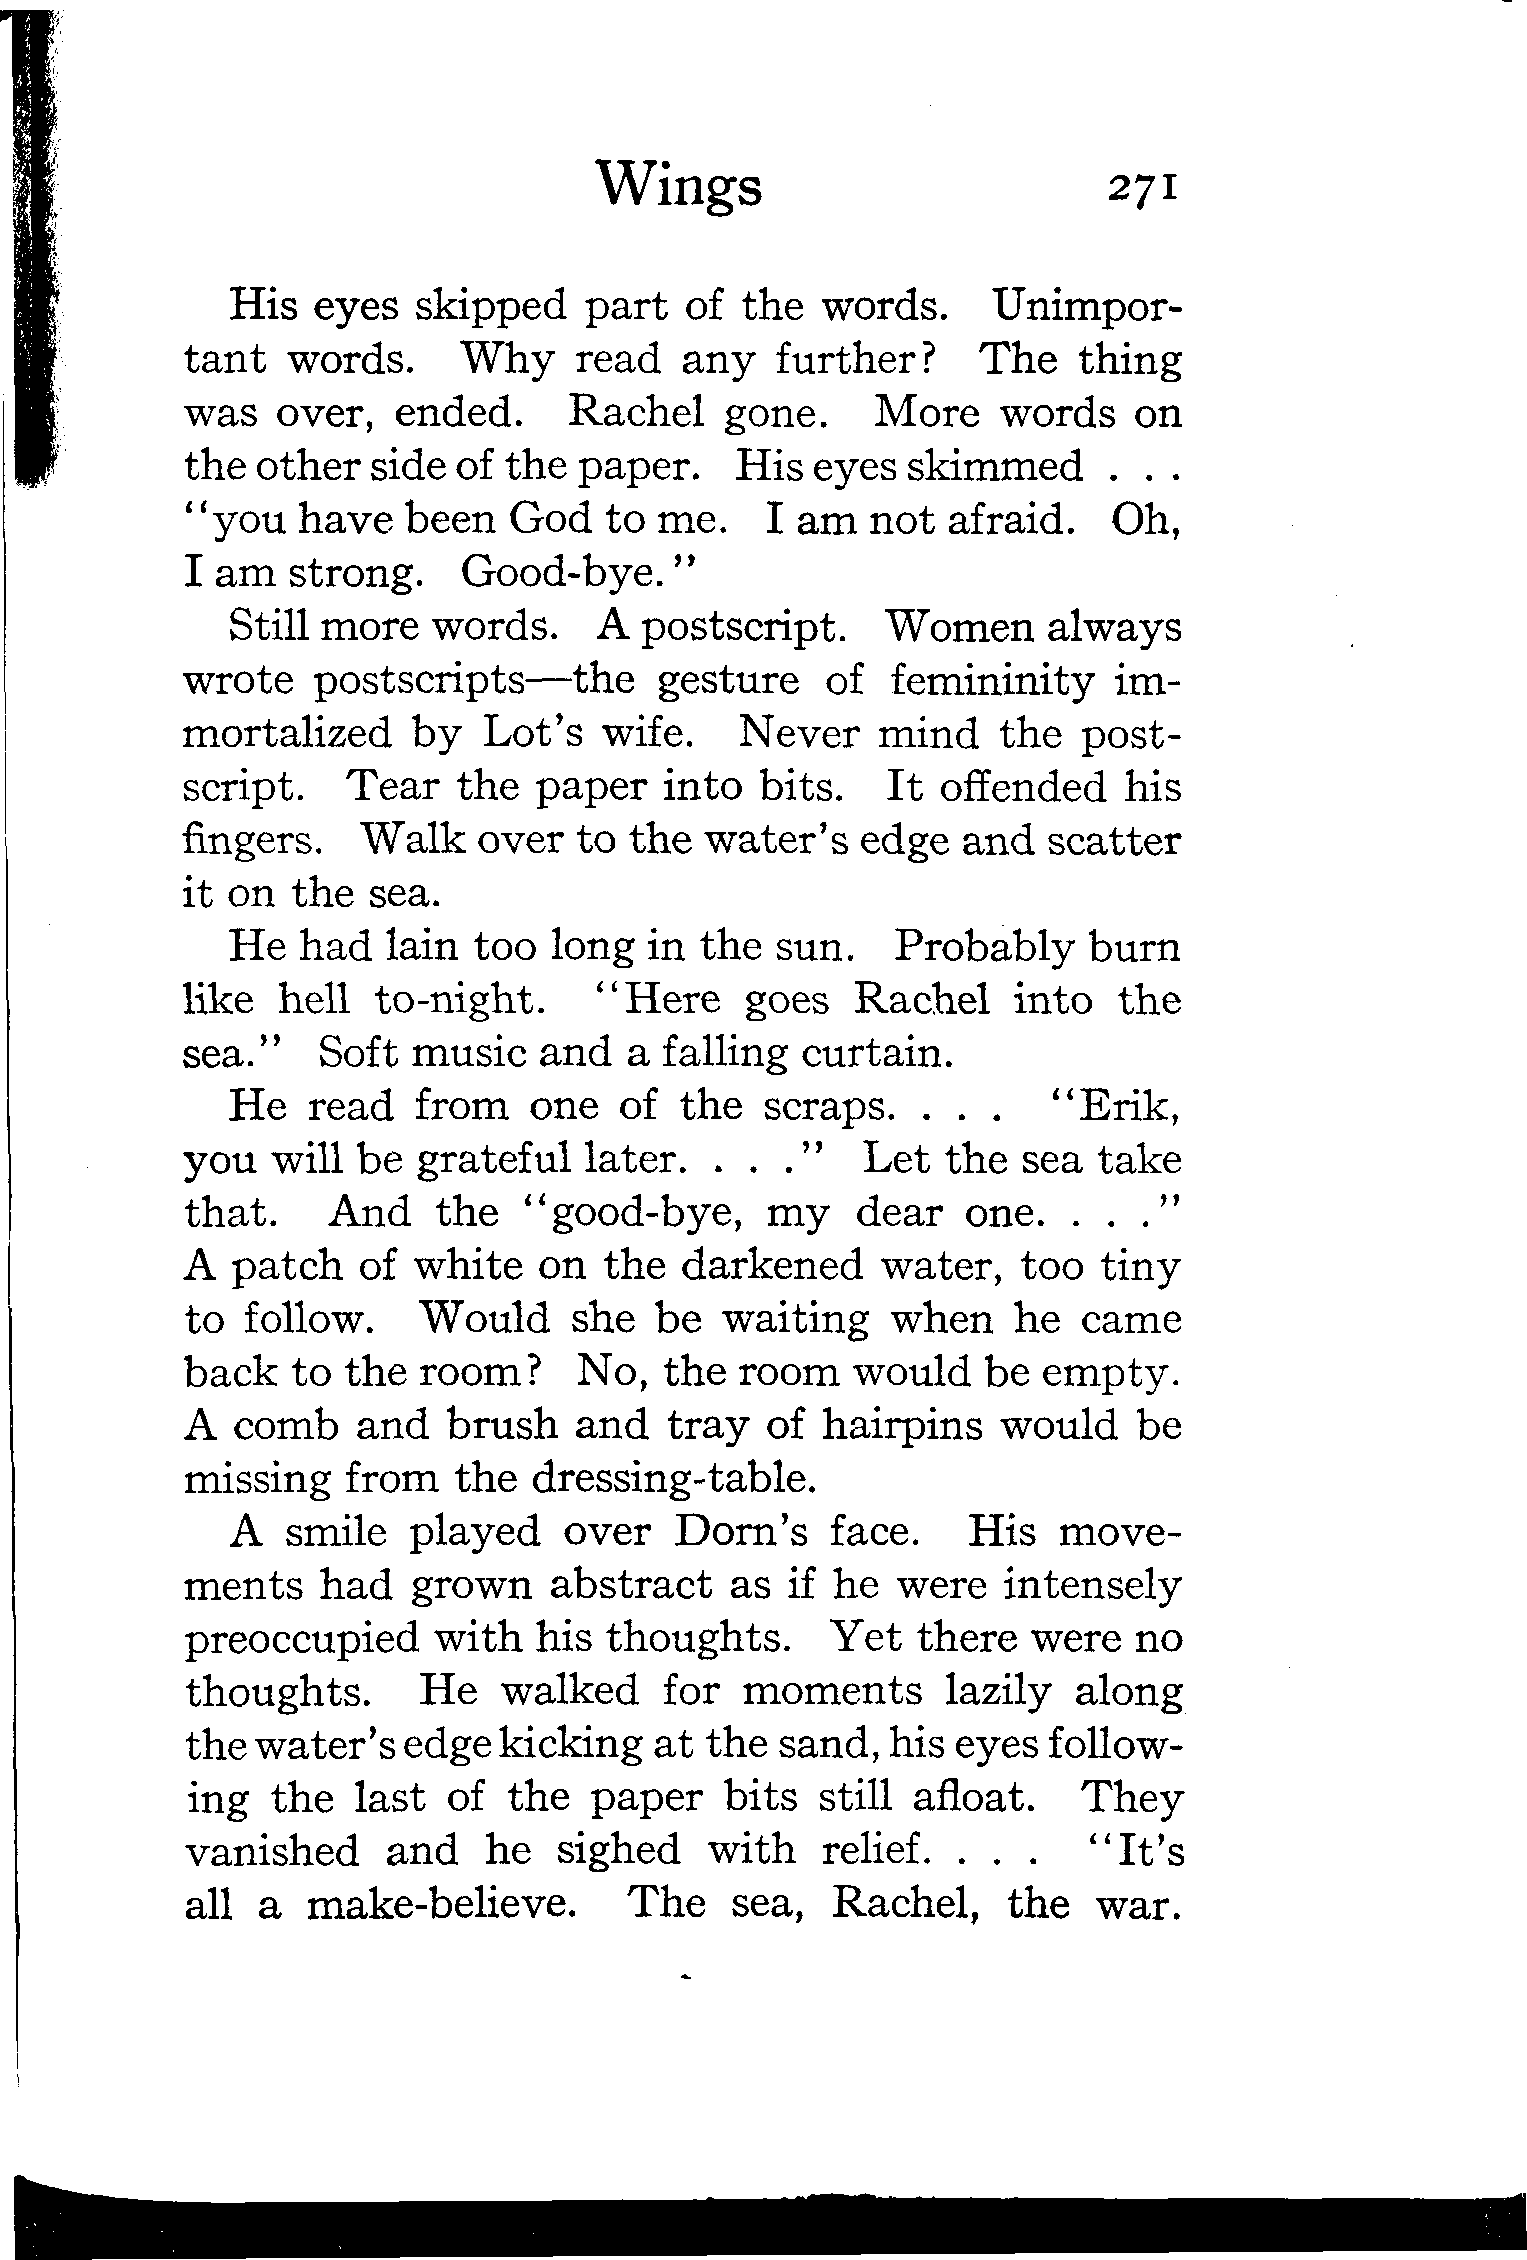 Wings 271
His eyes skipped part of the words. Unimpor-
tant words. Why read any further? The thing
was over, ended. Rachel gone. More words on
the other side of the paper. His eyes skimmed . . .
"you have been God to me. I am not afraid. Oh,
I am strong. Good-bye."
Still more words. A postscript. Women always
wrote postscripts—the gesture of femininity im-
mortalized by Lot's wife. Never mind the post-
script. Tear the paper into bits. It offended his
fingers. Walk over to the water's edge and scatter
it on the sea.
He had lain too long in the sun. Probably burn
like hell to-night. "Here goes Rachel into the
sea." Soft music and a falling curtain.
He read from one of the scraps. . . . "Erik,
you will be grateful later. . . ." Let the sea take
that. And the "good-bye, my dear one. . . ."
A patch of white on the darkened water, too tiny
to follow. Would she be waiting when he came
back to the room? No, the room would be empty.
A comb and brush and tray of hairpins would be
missing from the dressing-table.
A smile played over Dorn's face. His move-
ments had grown abstract as if he were intensely
preoccupied with his thoughts. Yet there were no
thoughts. He walked for moments lazily along
the water's edge kicking at the sand, his eyes follow-
ing the last of the paper bits still afloat. They
vanished and he sighed with relief. . . . "It's
all a make-believe. The sea, Rachel, the war.